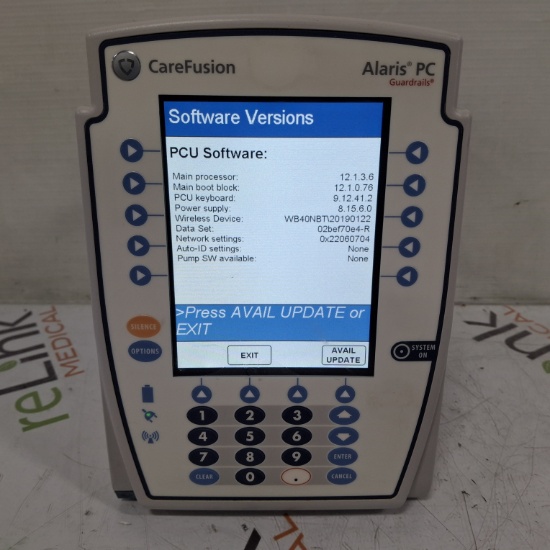 CareFusion
Alaris® PC
Guardrails®
Software Versions
PCU Software:
Main processor: 12.1.3.6
Main boot block: 12.1.0.76
PCU keyboard: 9.12.41.2
Power supply: 8.15.6.0
Wireless Device: WB40NBT\20190122
Data Set: 02bef70e4-R
Network settings: 0x22060704
Auto-ID settings: None
Pump SW available: None
>Press AVAIL UPDATE or
EXIT
EXIT
AVAIL
UPDATE
SILENCE
OPTIONS
SYSTEM
ON
1
2
3
4
5
6
ENTER
7
8
9
CLEAR
0
.
CANCEL
reLink
MEDICAL